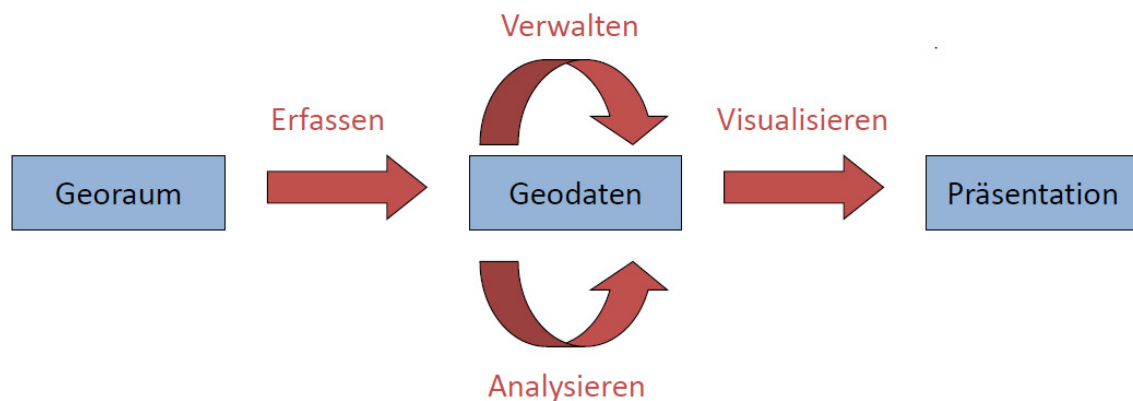 Verwalten
Erfassen
Visualisieren
Georaum
Geodaten
Präsentation
Analysieren